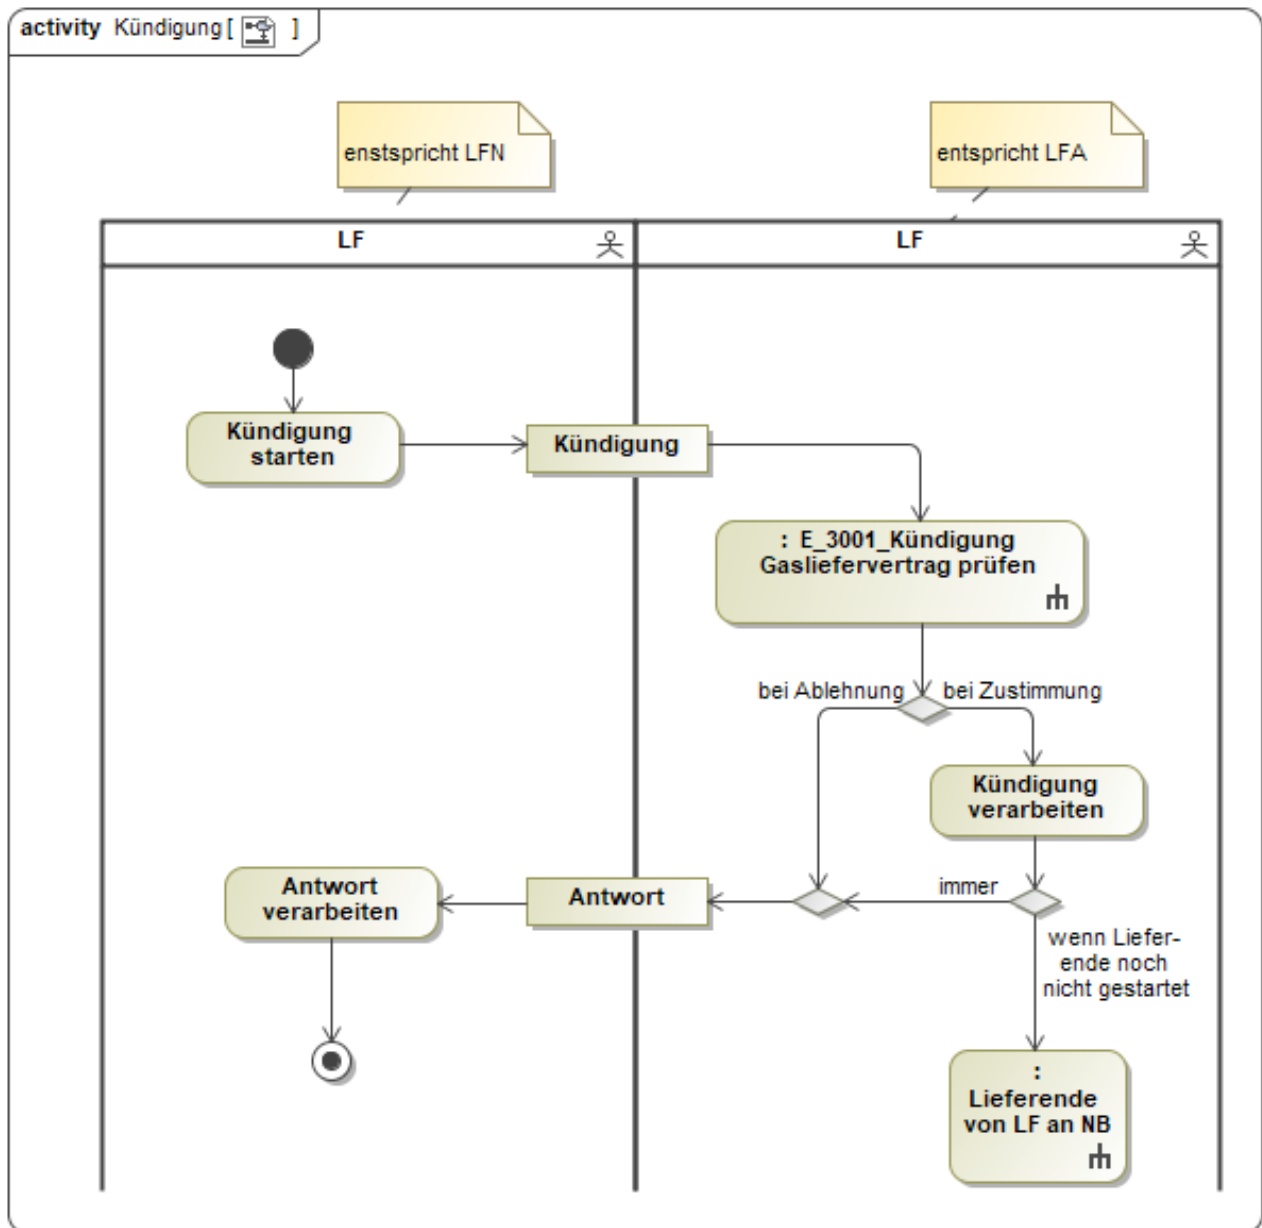 activity Kündigung [ ]
enstspricht LFN
entspricht LFA
LF
LF
Kündigung
starten
Kündigung
: E_3001_Kündigung
Gasliefervertrag prüfen
bei Ablehnung
bei Zustimmung
Kündigung
verarbeiten
Antwort
verarbeiten
Antwort
immer
wenn Liefer-
ende noch
nicht gestartet
:
Lieferende
von LF an NB